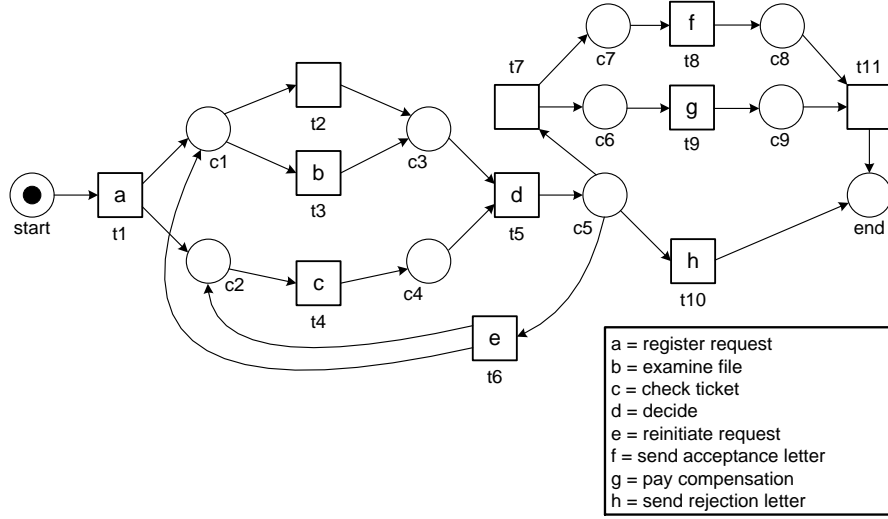 f
c7
t8
c8
t7
t11
t2
g
c1
c6
t9
c9
c3
b
start
a
t3
d
c5
end
t1
t5
h
c2
c
c4
t10
t4
e
t6
a = register request
b = examine file
c = check ticket
d = decide
e = reinitiate request
f = send acceptance letter
g = pay compensation
h = send rejection letter